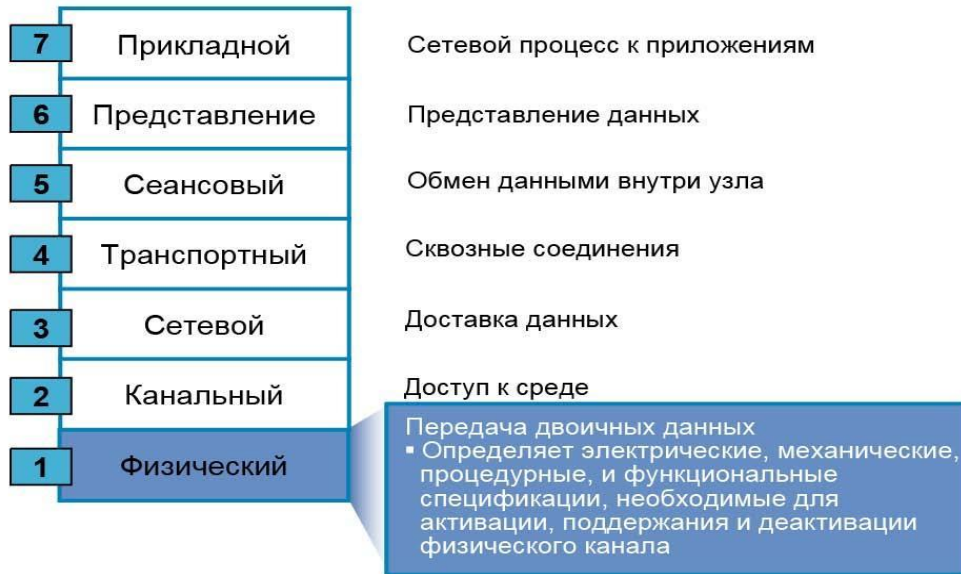 7 Прикладной Сетевой процесс к приложениям
6 Представление Представление данных
5 Сеансовый Обмен данными внутри узла
4 Транспортный Сквозные соединения
3 Сетевой Доставка данных
2 Канальный Доступ к среде
1 Физический
Передача двоичных данных
▪ Определяет электрические, механические,
процедурные, и функциональные
спецификации, необходимые для
активации, поддержания и деактивации
физического канала